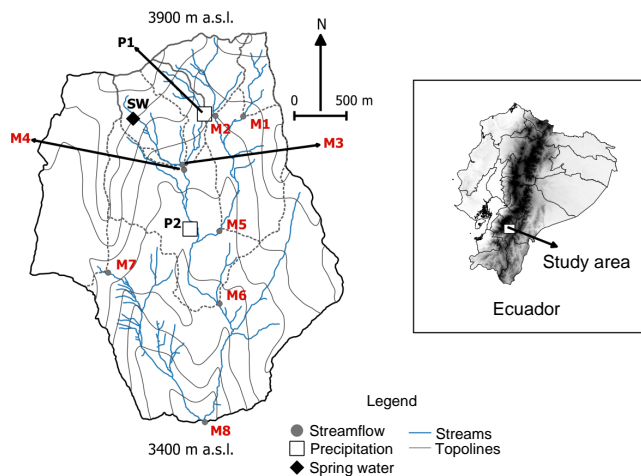 3900 m a.s.l.
P1
N
SW
0 500 m
M2
M1
M4
M3
P2
M5
M7
M6
M8
3400 m a.s.l.
Study area
Ecuador
Legend
Streamflow
Streams
Precipitation
Topolines
Spring water